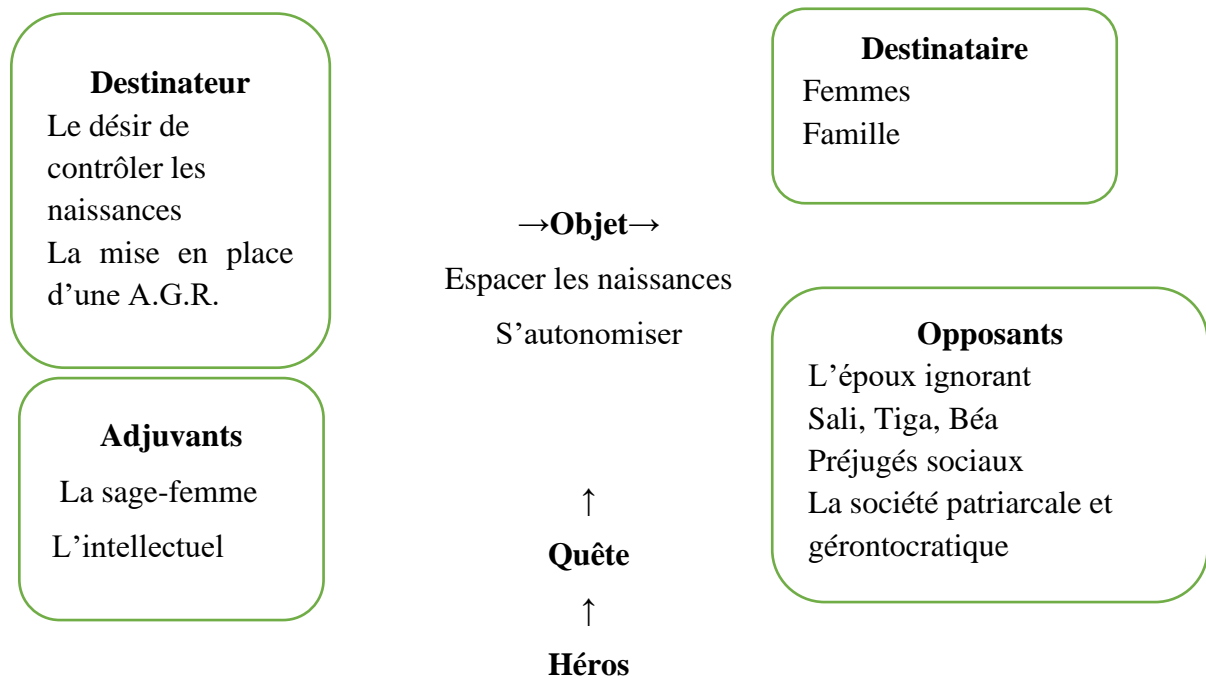 Destinateur
Le désir de
contrôler les
naissances
La mise en place
d’une A.G.R.
Destinataire
Femmes
Famille
→Objet→
Espacer les naissances
S’autonomiser
Adjuvants
La sage-femme
L’intellectuel
Opposants
L’époux ignorant
Sali, Tiga, Béa
Préjugés sociaux
La société patriarcale et
gérontocratique
↑
Quête
↑
Héros